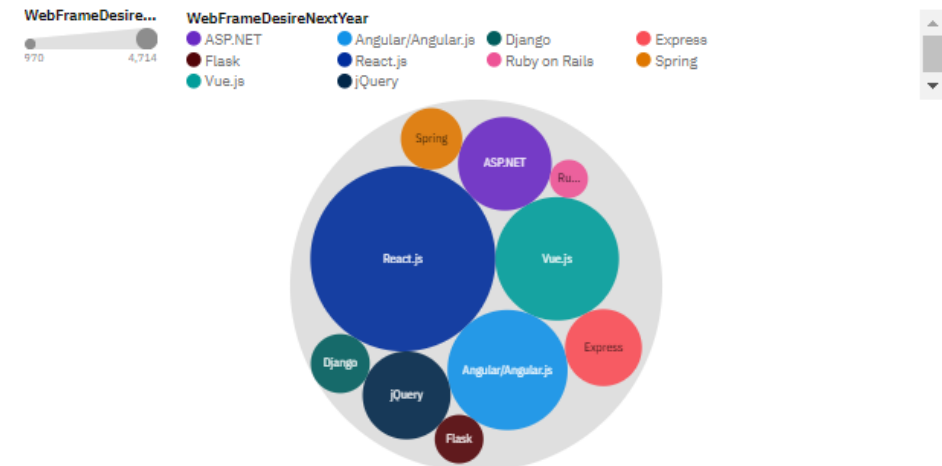 WebFrameDesire... WebFrameDesireNextYear
970 4,714
ASP.NET Angular/Angular.js Django Express
Flask React.js Ruby on Rails Spring
Vue.js jQuery
Spring
ASP.NET
Ru...
React.js
Vue.js
Express
Django
Angular/Angular.js
jQuery
Flask